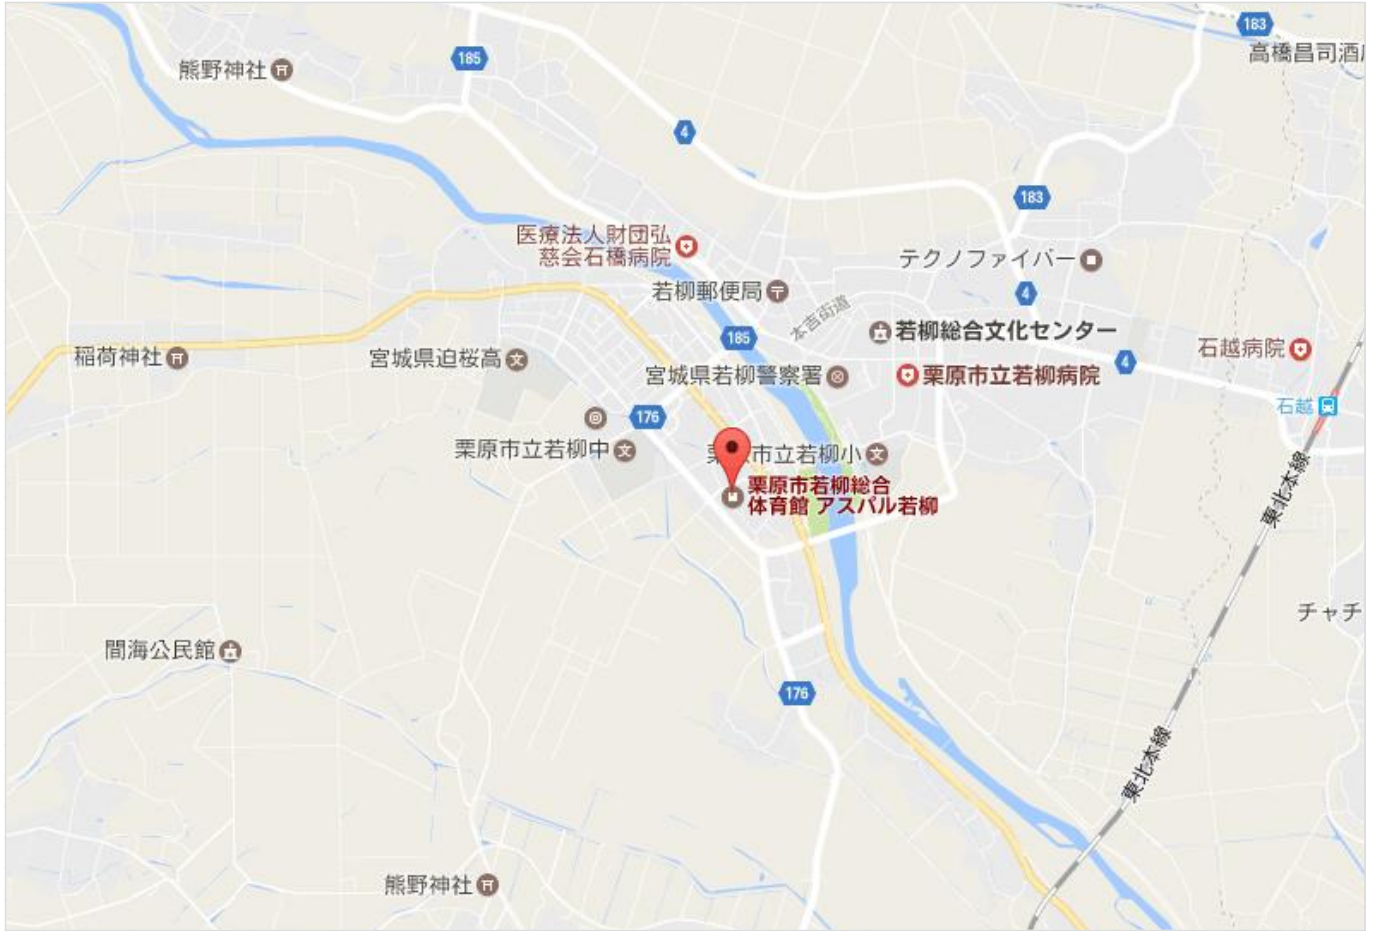 183
高橋昌司酒
185
熊野神社
4
183
医療法人財団弘
慈会石橋病院
テクノファイバー
若柳郵便局
4
本吉街道
若柳総合文化センター
185
石越病院
稲荷神社
宮城県迫桜高
4
宮城県若柳警察署
栗原市立若柳病院
石越
176
栗原市立若柳中
市立若柳小
栗原市若柳総合
体育館 アスパル若柳
東北本線
チャチ
間海公民館
176
東北本線
熊野神社